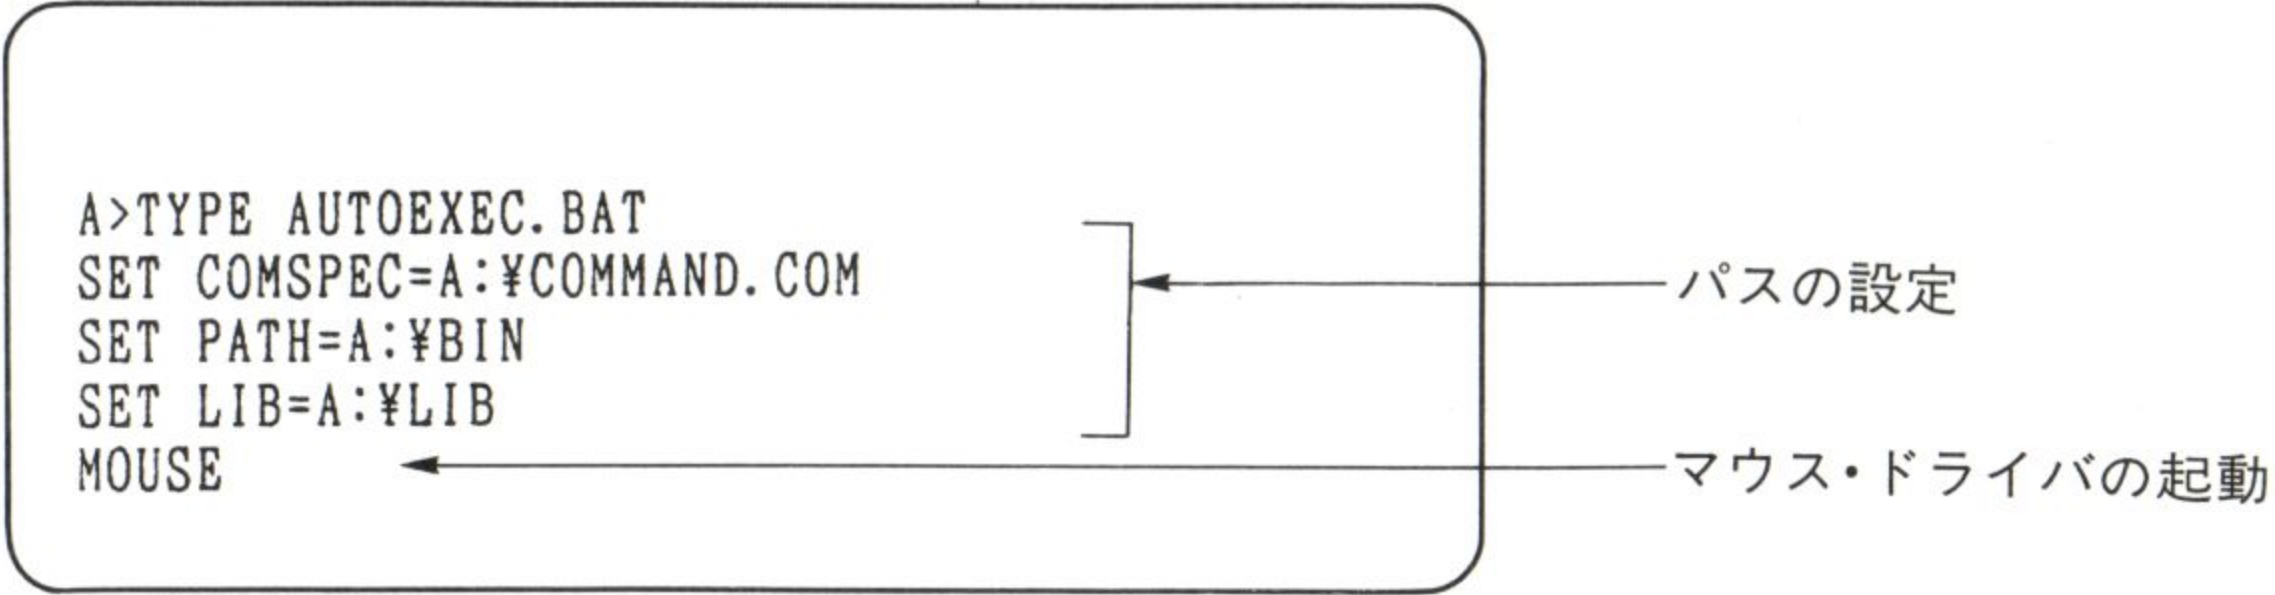 A>TYPE AUTOEXEC.BAT
SET COMSPEC=A:¥COMMAND.COM
SET PATH=A:¥BIN
SET LIB=A:¥LIB
MOUSE
パスの設定
マウス・ドライバの起動